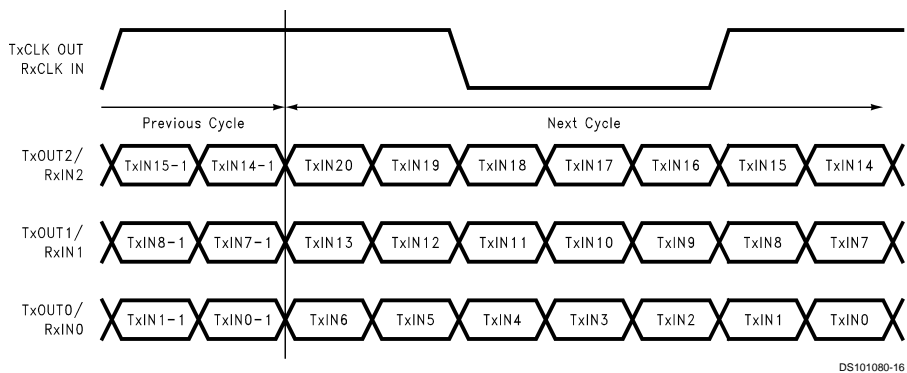 TxCLK OUT
RxCLK IN
Previous Cycle
Next Cycle
TxOUT2/
RxIN2
TxIN15-1 TxIN14-1 TxIN20 TxIN19 TxIN18 TxIN17 TxIN16 TxIN15 TxIN14
TxOUT1/
RxIN1
TxIN8-1 TxIN7-1 TxIN13 TxIN12 TxIN11 TxIN10 TxIN9 TxIN8 TxIN7
TxOUT0/
RxIN0
TxIN1-1 TxIN0-1 TxIN6 TxIN5 TxIN4 TxIN3 TxIN2 TxIN1 TxIN0
DS101080-16